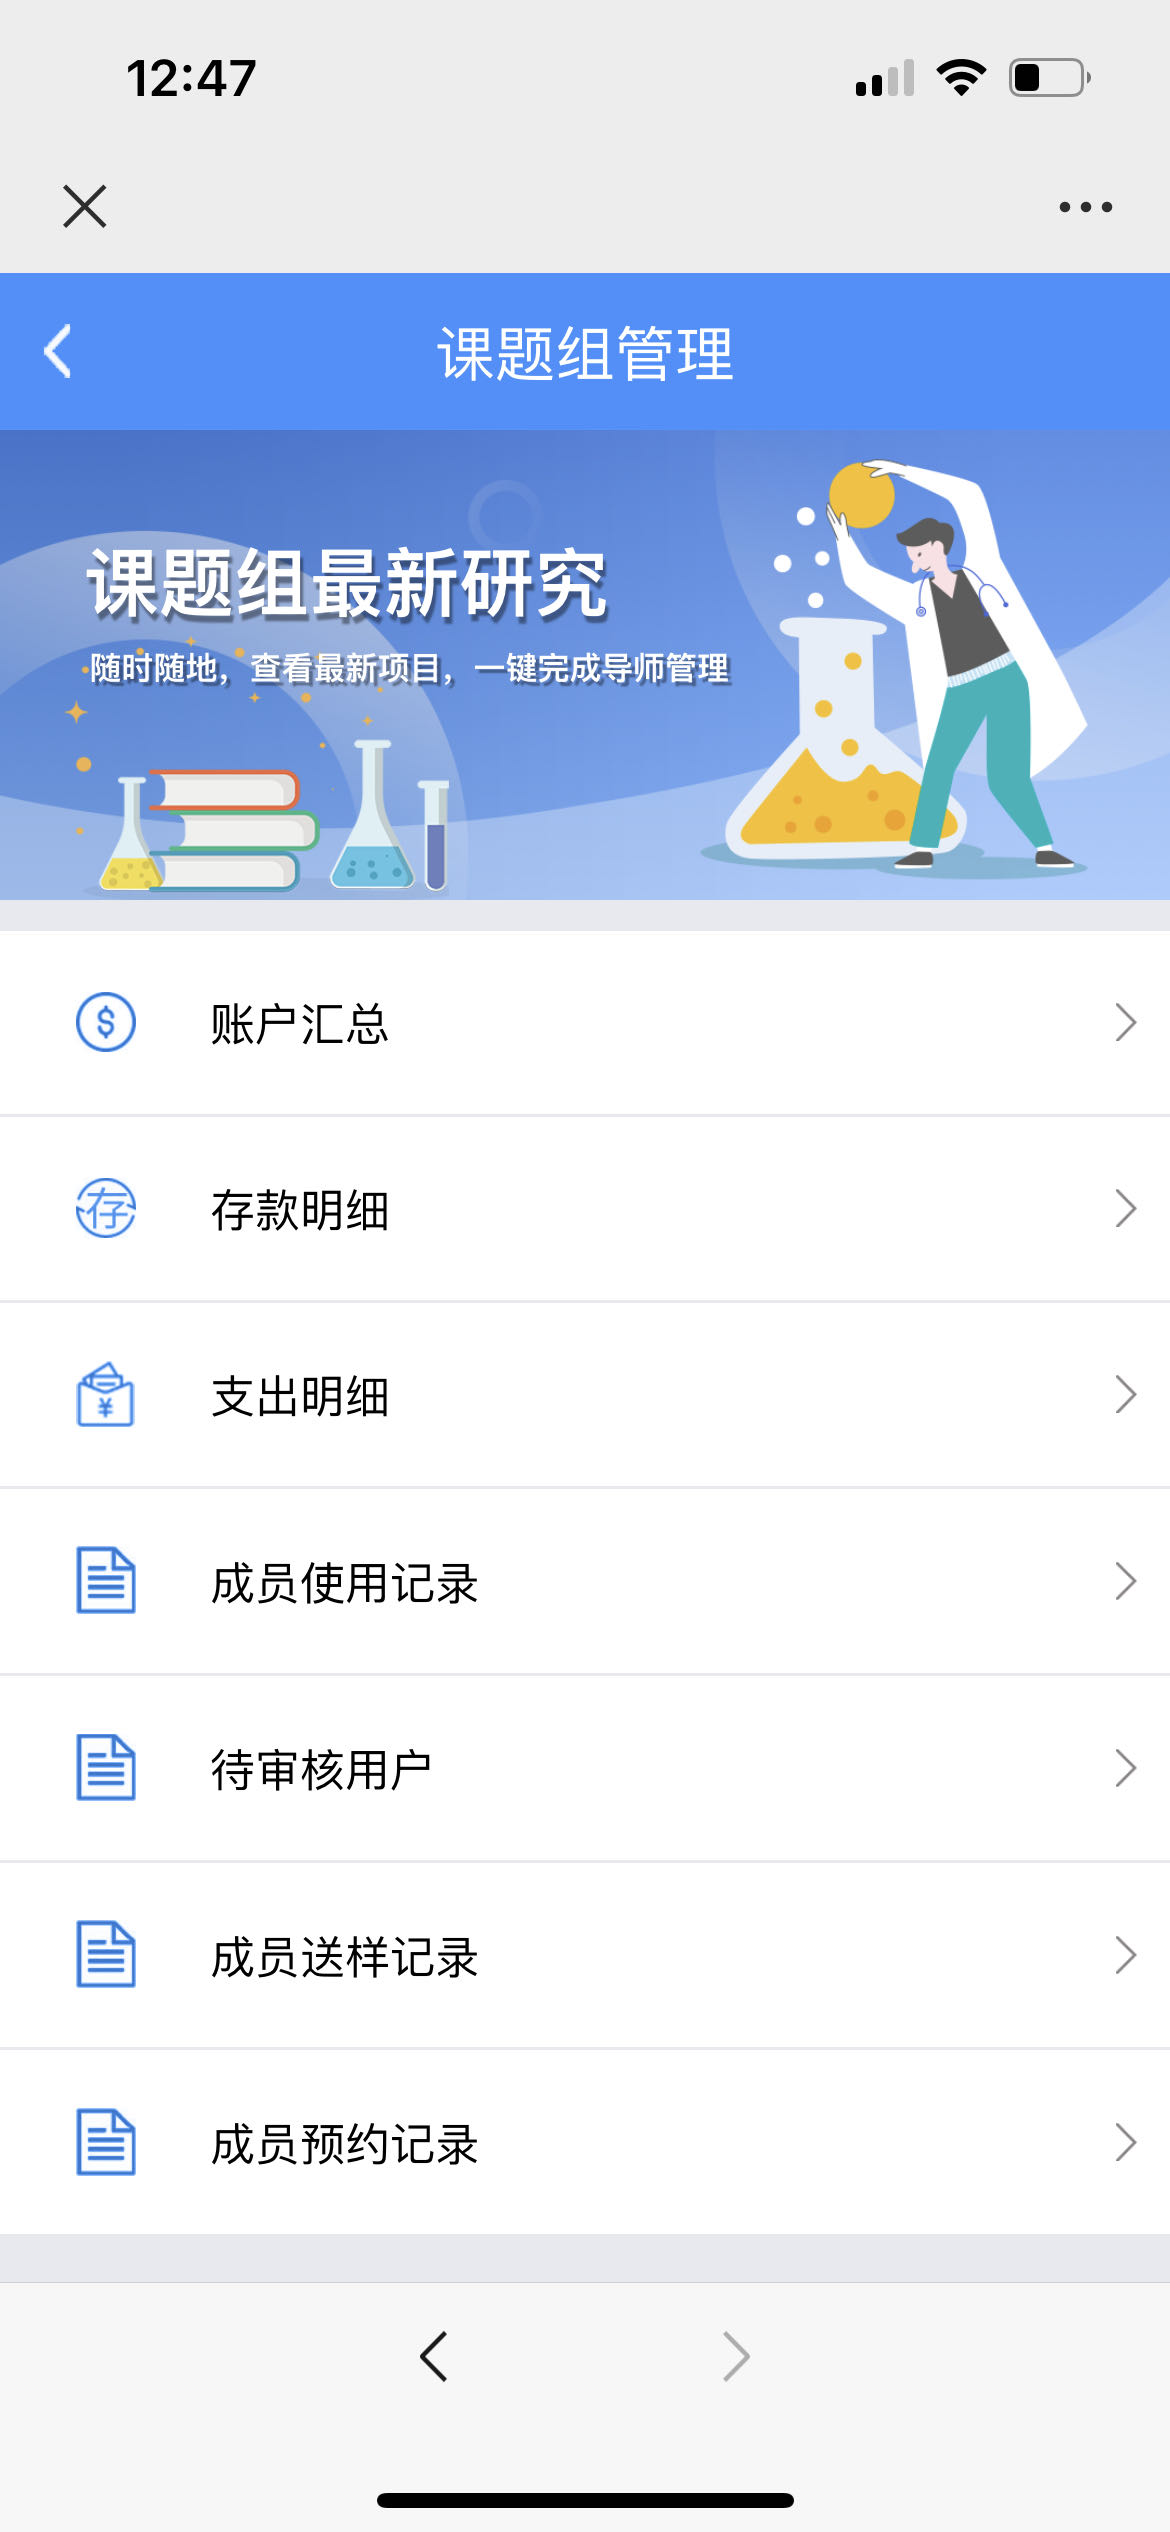 12:47
课题组管理
课题组最新研究
随时随地，查看最新项目，一键完成导师管理
$ 账户汇总
存 存款明细
¥ 支出明细
成员使用记录
待审核用户
成员送样记录
成员预约记录